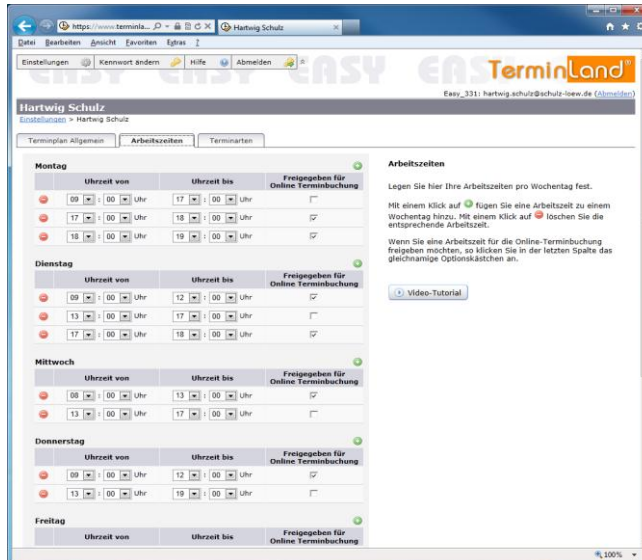 https://www.terminla...
Hartwig Schulz
Datei Bearbeiten Ansicht Favoriten Extras ?
Einstellungen Kennwort ändern Hilfe Abmelden
EASY EASY EASY EASY
TerminLand®
Easy_331: hartwig.schulz@schulz-loew.de (Abmelden)
Hartwig Schulz
Einstellungen > Hartwig Schulz
Terminplan Allgemein Arbeitszeiten Terminarten
Montag
Uhrzeit von Uhrzeit bis Freigegeben für
Online Terminbuchung
09 : 00 Uhr 17 : 00 Uhr
17 : 00 Uhr 18 : 00 Uhr
18 : 00 Uhr 19 : 00 Uhr
Dienstag
Uhrzeit von Uhrzeit bis Freigegeben für
Online Terminbuchung
09 : 00 Uhr 12 : 00 Uhr
13 : 00 Uhr 17 : 00 Uhr
17 : 00 Uhr 18 : 00 Uhr
Mittwoch
Uhrzeit von Uhrzeit bis Freigegeben für
Online Terminbuchung
08 : 00 Uhr 13 : 00 Uhr
13 : 00 Uhr 17 : 00 Uhr
Donnerstag
Uhrzeit von Uhrzeit bis Freigegeben für
Online Terminbuchung
09 : 00 Uhr 12 : 00 Uhr
13 : 00 Uhr 19 : 00 Uhr
Freitag
Uhrzeit von Uhrzeit bis Freigegeben für
Online Terminbuchung
Arbeitszeiten
Legen Sie hier Ihre Arbeitszeiten pro Wochentag fest.
Mit einem Klick auf fügen Sie eine Arbeitszeit zu einem
Wochentag hinzu. Mit einem Klick auf löschen Sie die
entsprechende Arbeitszeit.
Wenn Sie eine Arbeitszeit für die Online-Terminbuchung
freigeben möchten, so klicken Sie in der letzten Spalte das
gleichnamige Optionskästchen an.
Video-Tutorial
100%